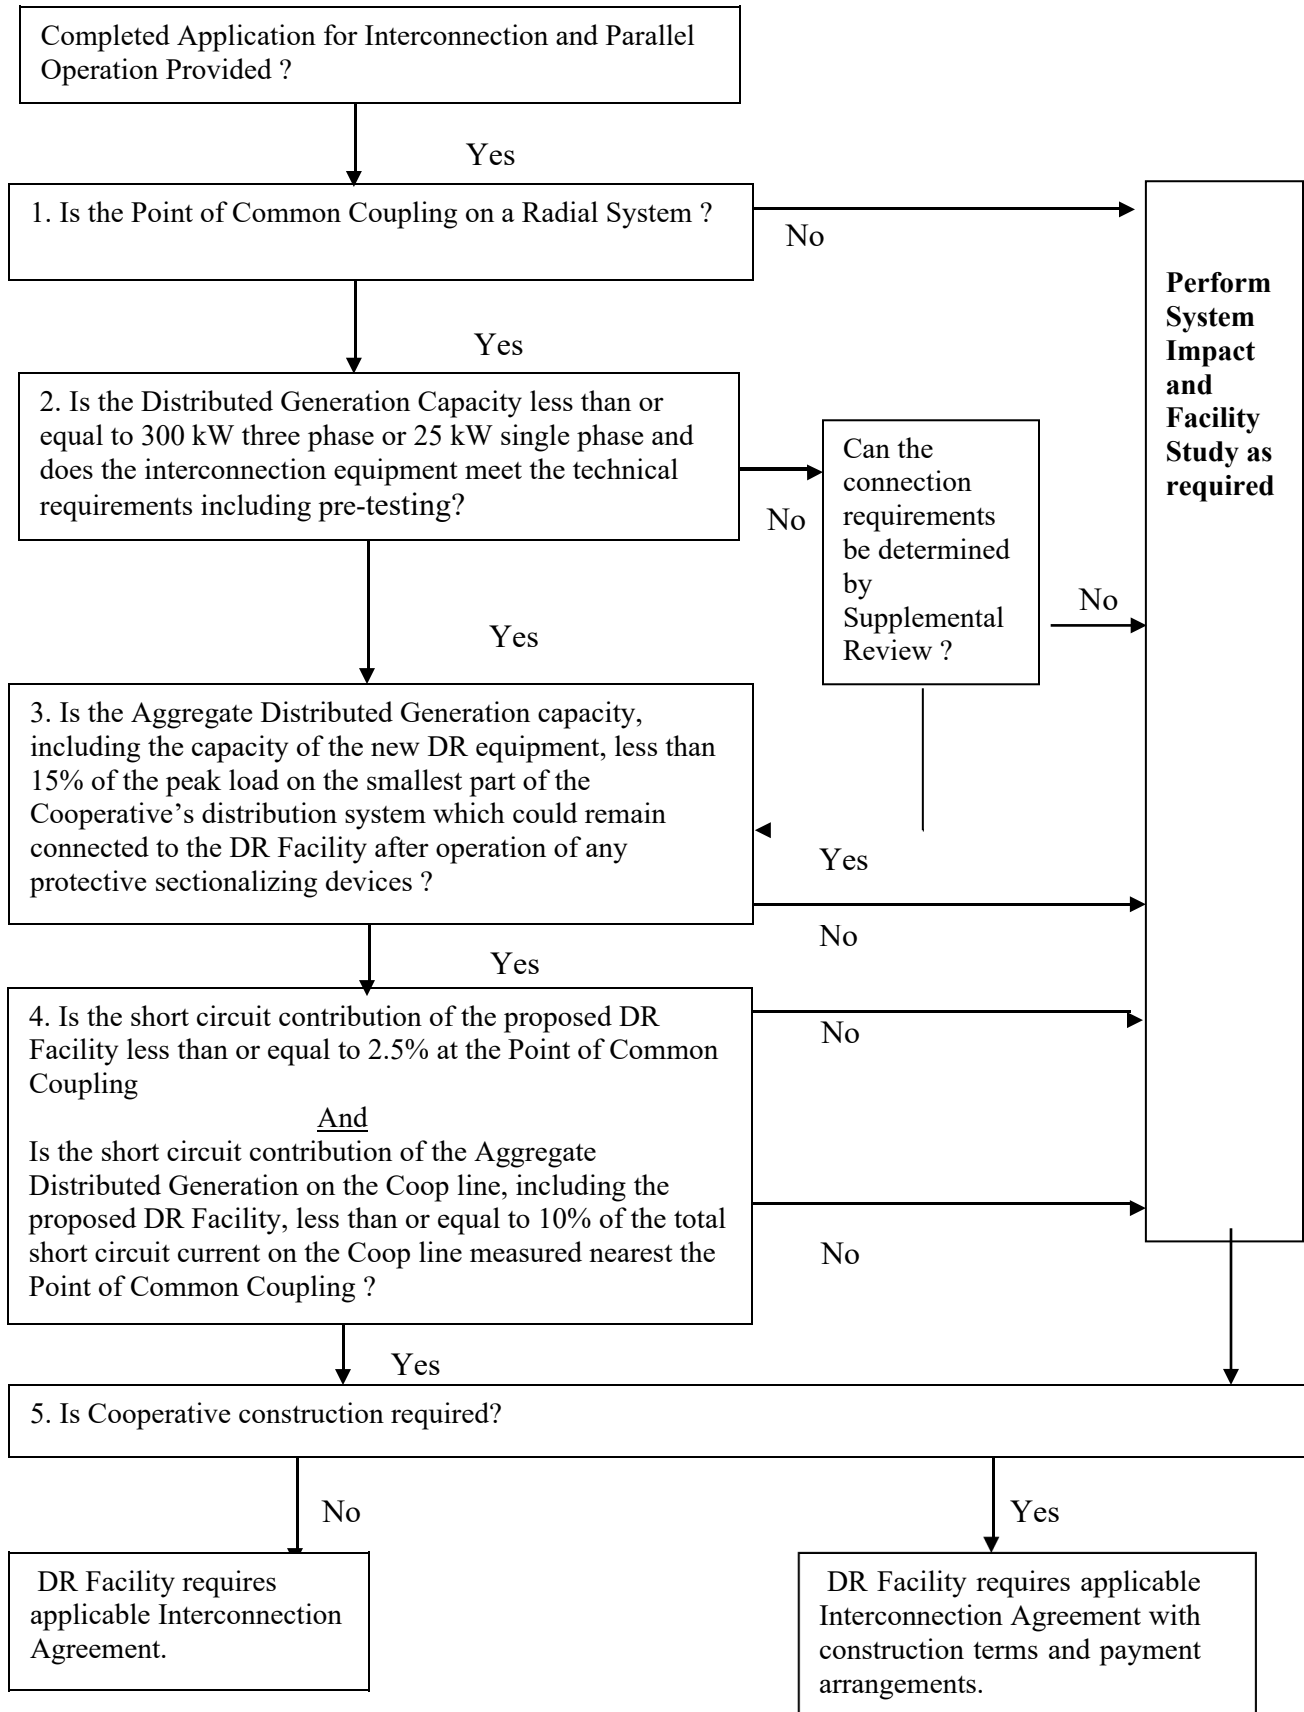 Completed Application for Interconnection and Parallel
Operation Provided ?
Yes
1. Is the Point of Common Coupling on a Radial System ?
No
Yes
2. Is the Distributed Generation Capacity less than or
equal to 300 kW three phase or 25 kW single phase and
does the interconnection equipment meet the technical
requirements including pre-testing?
No
Can the
connection
requirements
be determined
by
Supplemental
Review ?
No
Perform
System
Impact
and
Facility
Study as
required
Yes
3. Is the Aggregate Distributed Generation capacity,
including the capacity of the new DR equipment, less than
15% of the peak load on the smallest part of the
Cooperative’s distribution system which could remain
connected to the DR Facility after operation of any
protective sectionalizing devices ?
Yes
No
Yes
4. Is the short circuit contribution of the proposed DR
Facility less than or equal to 2.5% at the Point of Common
Coupling
And
Is the short circuit contribution of the Aggregate
Distributed Generation on the Coop line, including the
proposed DR Facility, less than or equal to 10% of the total
short circuit current on the Coop line measured nearest the
Point of Common Coupling ?
No
No
Yes
5. Is Cooperative construction required?
No
Yes
DR Facility requires
applicable Interconnection
Agreement.
DR Facility requires applicable
Interconnection Agreement with
construction terms and payment
arrangements.